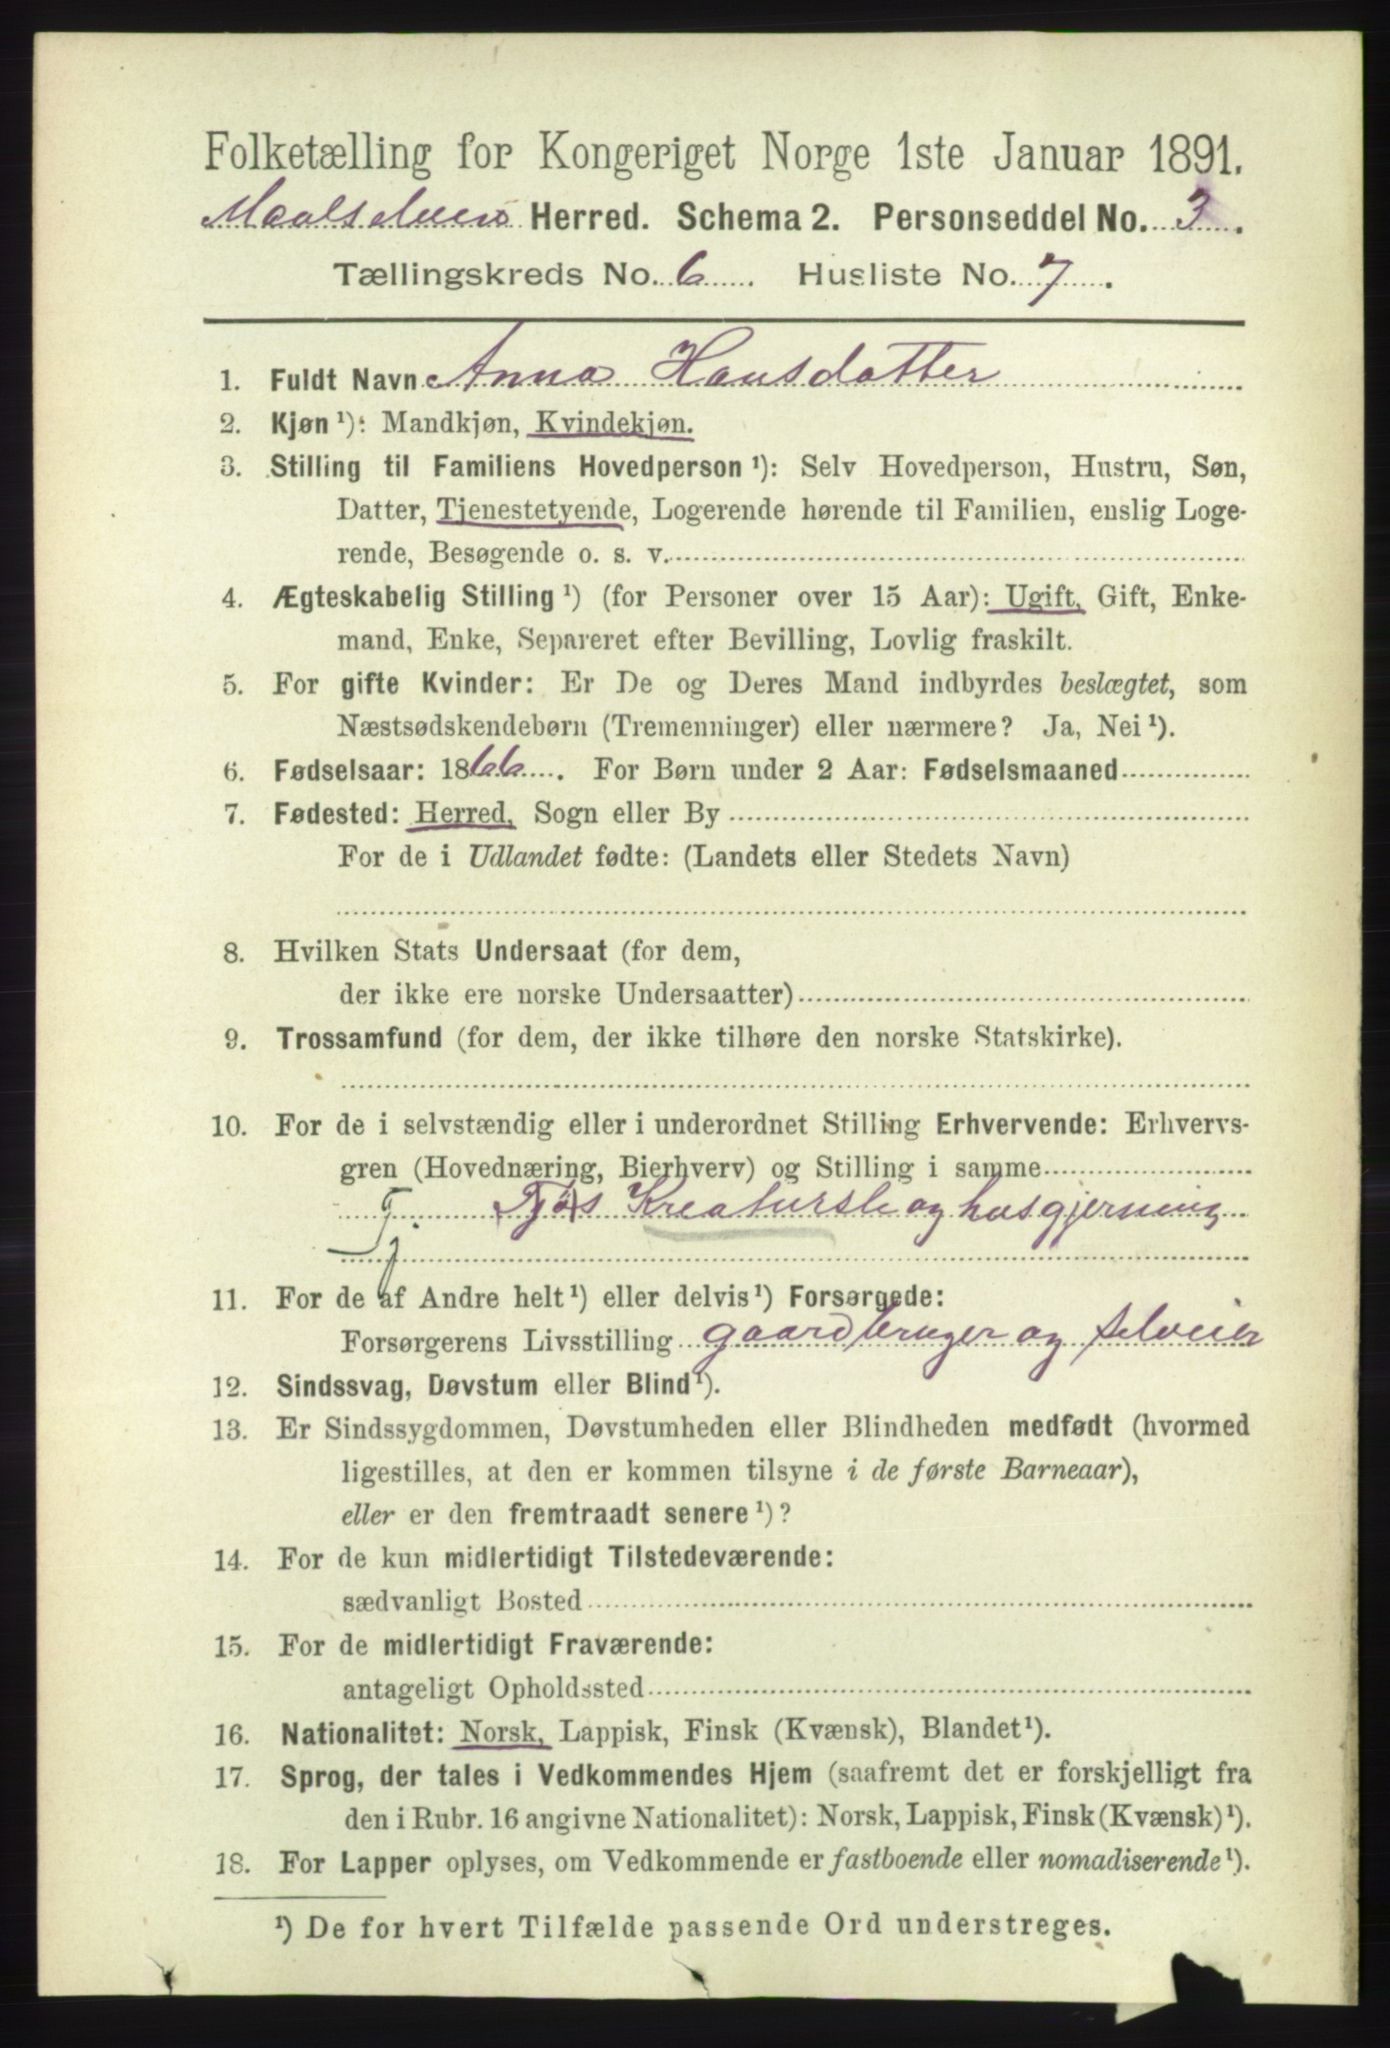 Folketælling for Kongeriget Norge 1ste Januar 1891.
Maalselven Herred. Schema 2. Personseddel No. 3.
Tællingskreds No. 6. Husliste No. 7.
1. Fuldt Navn Anna Hansdatter
2. Kjøn ¹): Mandkjøn, Kvindekjøn.
3. Stilling til Familiens Hovedperson ¹): Selv Hovedperson, Hustru, Søn,
Datter, Tjenestetyende, Logerende hørende til Familien, enslig Loge-
rende, Besøgende o. s. v.
4. Ægteskabelig Stilling ¹) (for Personer over 15 Aar): Ugift, Gift, Enke-
mand, Enke, Separeret efter Bevilling, Lovlig fraskilt.
5. For gifte Kvinder: Er De og Deres Mand indbyrdes beslægtet, som
Næstsødskendebørn (Tremenninger) eller nærmere? Ja, Nei ¹).
6. Fødselsaar: 1866. For Børn under 2 Aar: Fødselsmaaned
7. Fødested: Herred, Sogn eller By
For de i Udlandet fødte: (Landets eller Stedets Navn)
8. Hvilken Stats Undersaat (for dem,
der ikke ere norske Undersaatter)
9. Trossamfund (for dem, der ikke tilhøre den norske Statskirke).
10. For de i selvstændig eller i underordnet Stilling Erhvervende: Erhvervs-
gren (Hovednæring, Bierhverv) og Stilling i samme
Tj. Kreaturstel og husgjerning
11. For de af Andre helt ¹) eller delvis ¹) Forsørgede:
Forsørgerens Livsstilling gaardbruger og selveier
12. Sindssvag, Døvstum eller Blind ¹).
13. Er Sindssygdommen, Døvstumheden eller Blindheden medfødt (hvormed
ligestilles, at den er kommen tilsyne i de første Barneaar),
eller er den fremtraadt senere ¹)?
14. For de kun midlertidigt Tilstedeværende:
sædvanligt Bosted
15. For de midlertidigt Fraværende:
antageligt Opholdssted
16. Nationalitet: Norsk, Lappisk, Finsk (Kvænsk), Blandet ¹).
17. Sprog, der tales i Vedkommendes Hjem (saafremt det er forskjelligt fra
den i Rubr. 16 angivne Nationalitet): Norsk, Lappisk, Finsk (Kvænsk) ¹).
18. For Lapper oplyses, om Vedkommende er fastboende eller nomadiserende ¹).
¹) De for hvert Tilfælde passende Ord understreges.